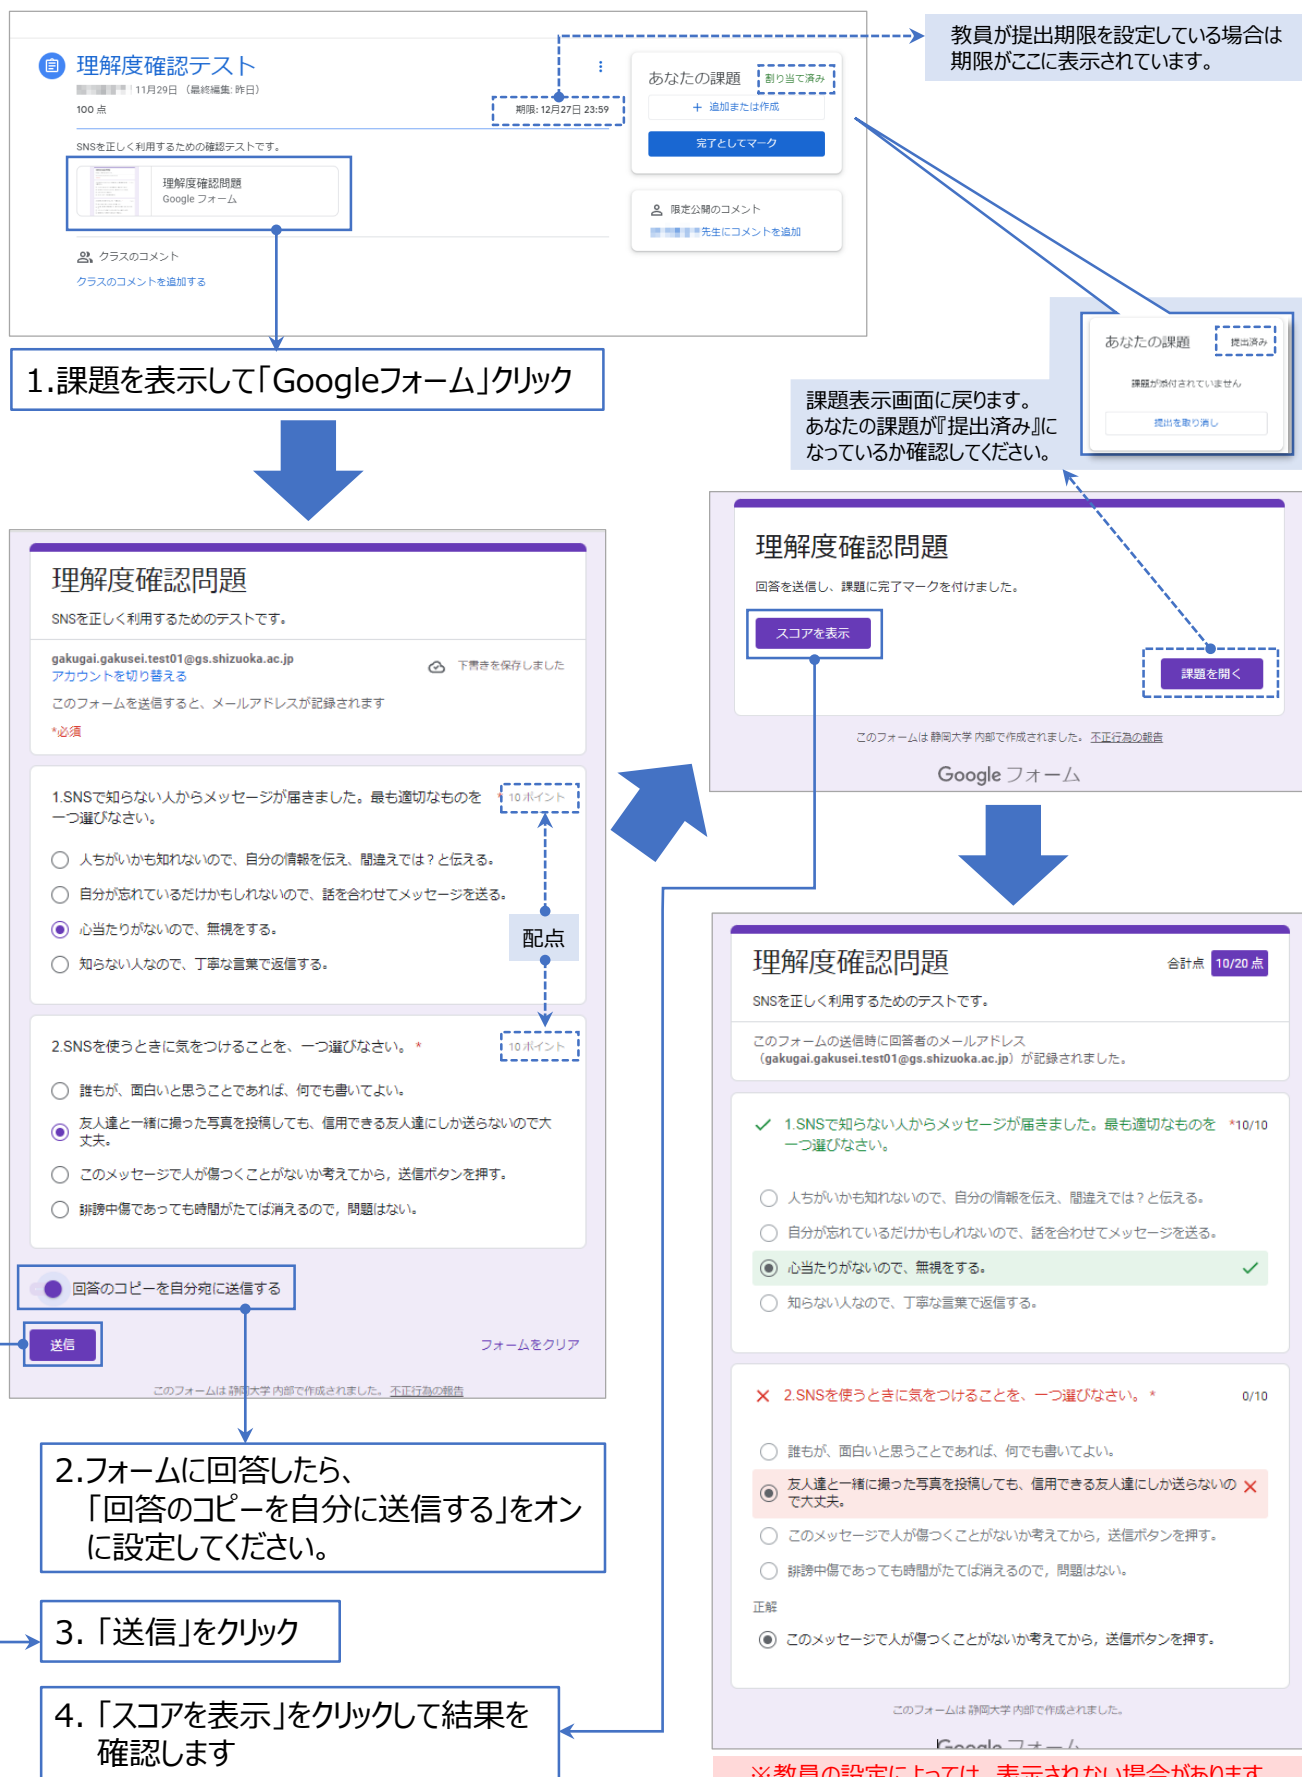 理解度確認テスト
11月29日 （最終編集: 昨日）
100 点
期限: 12月27日 23:59
SNSを正しく利用するための確認テストです。
理解度確認問題
Google フォーム
クラスのコメント
クラスのコメントを追加する
あなたの課題 割り当て済み
＋ 追加または作成
完了としてマーク
限定公開のコメント
先生にコメントを追加
教員が提出期限を設定している場合は
期限がここに表示されています。
1.課題を表示して「Googleフォーム」クリック
あなたの課題 提出済み
課題が添付されていません
提出を取り消し
課題表示画面に戻ります。
あなたの課題が『提出済み』に
なっているか確認してください。
理解度確認問題
SNSを正しく利用するためのテストです。
gakugai.gakusei.test01@gs.shizuoka.ac.jp
アカウントを切り替える
下書きを保存しました
このフォームを送信すると、メールアドレスが記録されます
*必須
1.SNSで知らない人からメッセージが届きました。最も適切なものを * 10 ポイント
一つ選びなさい。
人ちがいかも知れないので、自分の情報を伝え、間違えでは？と伝える。
自分が忘れているだけかもしれないので、話を合わせてメッセージを送る。
心当たりがないので、無視をする。
知らない人なので、丁寧な言葉で返信する。
配点
2.SNSを使うときに気をつけることを、一つ選びなさい。 * 10 ポイント
誰もが、面白いと思うことであれば、何でも書いてよい。
友人達と一緒に撮った写真を投稿しても、信用できる友人達にしか送らないので大
丈夫。
このメッセージで人が傷つくことがないか考えてから，送信ボタンを押す。
誹謗中傷であっても時間がたてば消えるので，問題はない。
回答のコピーを自分宛に送信する
送信
フォームをクリア
このフォームは 静岡大学 内部で作成されました。 不正行為の報告
2.フォームに回答したら、
「回答のコピーを自分に送信する」をオン
に設定してください。
3. 「送信」をクリック
4. 「スコアを表示」をクリックして結果を
確認します
理解度確認問題
回答を送信し、課題に完了マークを付けました。
スコアを表示
課題を開く
このフォームは 静岡大学 内部で作成されました。 不正行為の報告
Google フォーム
理解度確認問題
合計点 10/20 点
SNSを正しく利用するためのテストです。
このフォームの送信時に回答者のメールアドレス
（gakugai.gakusei.test01@gs.shizuoka.ac.jp）が記録されました。
1.SNSで知らない人からメッセージが届きました。最も適切なものを *10/10
一つ選びなさい。
人ちがいかも知れないので、自分の情報を伝え、間違えでは？と伝える。
自分が忘れているだけかもしれないので、話を合わせてメッセージを送る。
心当たりがないので、無視をする。
知らない人なので、丁寧な言葉で返信する。
2.SNSを使うときに気をつけることを、一つ選びなさい。 * 0/10
誰もが、面白いと思うことであれば、何でも書いてよい。
友人達と一緒に撮った写真を投稿しても、信用できる友人達にしか送らないの
で大丈夫。
このメッセージで人が傷つくことがないか考えてから，送信ボタンを押す。
誹謗中傷であっても時間がたてば消えるので，問題はない。
正解
このメッセージで人が傷つくことがないか考えてから，送信ボタンを押す。
このフォームは 静岡大学 内部で作成されました。
Google フォーム
※教員の設定によっては、表示されない場合があります